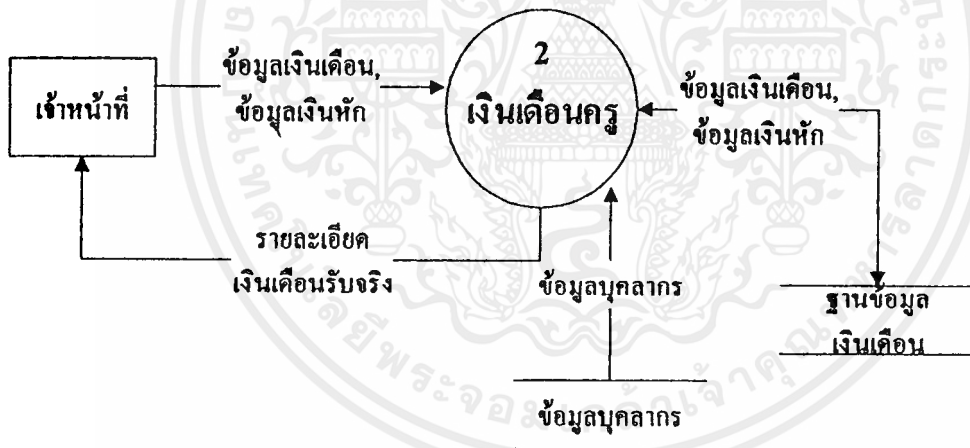 2
เงินเดือนครู
เจ้าหน้าที่
ข้อมูลเงินเดือน,
ข้อมูลเงินหัก
ข้อมูลเงินเดือน,
ข้อมูลเงินหัก
รายละเอียด
เงินเดือนรับจริง
ข้อมูลบุคลากร
ฐานข้อมูล
เงินเดือน
ข้อมูลบุคลากร